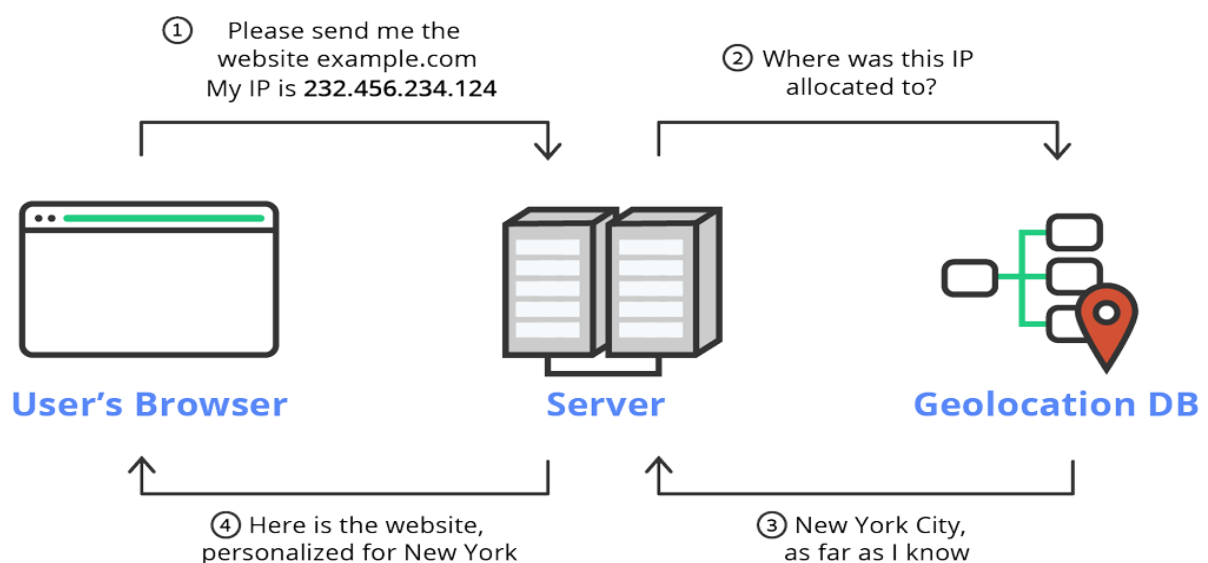 ① Please send me the
website example.com
My IP is 232.456.234.124
② Where was this IP
allocated to?
User's Browser
Server
Geolocation DB
④ Here is the website,
personalized for New York
③ New York City,
as far as I know